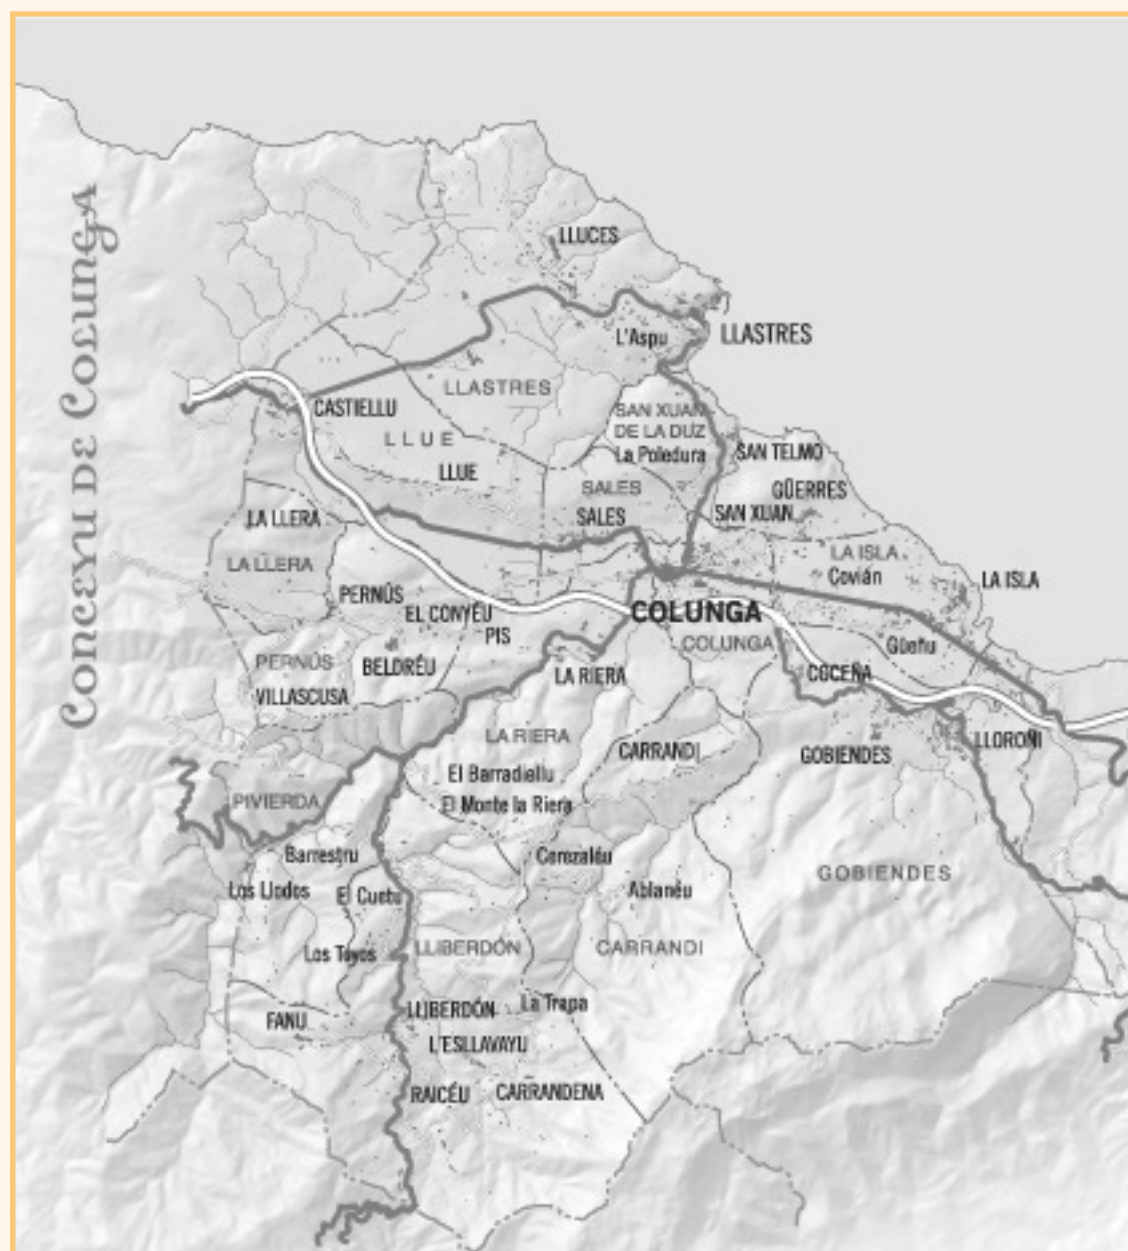 Conceyu de Colunga
LLUCES
L'Aspu
LLASTRES
LLASTRES
CASTIELLU
SAN XUAN
DE LA DUZ
LLUE
La Poledura
SAN TELMO
LLUE
SALES
GÜERRES
LA LLERA
SALES
SAN XUAN
LA ISLA
LA LLERA
Covián
LA ISLA
PERNÚS
EL CONYÉU
COLUNGA
PIS
COLUNGA
Güeñu
PERNÚS
BELDRÉU
LA RIERA
COCEÑA
VILLASCUSA
LA RIERA
CARRANDI
GOBIENDES
LLOROÑI
El Barradiellu
PIVIERDA
El Monte la Riera
Barrestru
Cerezaléu
GOBIENDES
Los Llodos
El Cuetu
Ablanéu
Los Toyos
LLIBERDÓN
CARRANDI
LLIBERDÓN
La Trapa
FANU
L'ESLLAVAYU
RAICÉU
CARRANDENA